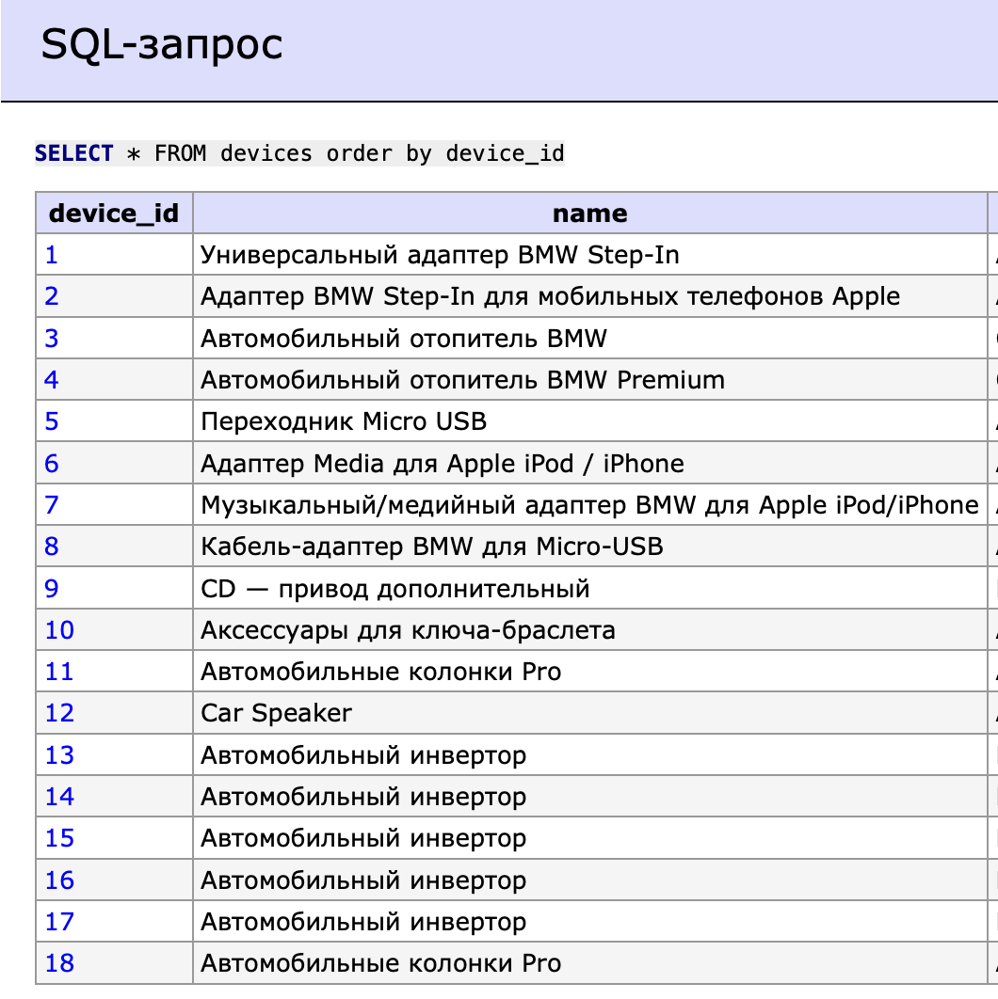 SQL-запрос
SELECT * FROM devices order by device_id
device_id name
1 Универсальный адаптер BMW Step-In
2 Адаптер BMW Step-In для мобильных телефонов Apple
3 Автомобильный отопитель BMW
4 Автомобильный отопитель BMW Premium
5 Переходник Micro USB
6 Адаптер Media для Apple iPod / iPhone
7 Музыкальный/медийный адаптер BMW для Apple iPod/iPhone
8 Кабель-адаптер BMW для Micro-USB
9 CD — привод дополнительный
10 Аксессуары для ключа-браслета
11 Автомобильные колонки Pro
12 Car Speaker
13 Автомобильный инвертор
14 Автомобильный инвертор
15 Автомобильный инвертор
16 Автомобильный инвертор
17 Автомобильный инвертор
18 Автомобильные колонки Pro